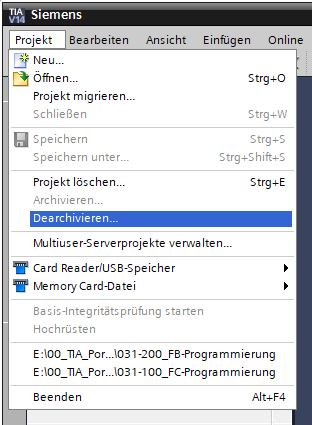 TIA
V14
Siemens
Projekt Bearbeiten Ansicht Einfügen Online
Neu...
Öffnen... Strg+O
Projekt migrieren...
Schließen Strg+W
Speichern Strg+S
Speichern unter... Strg+Shift+S
Projekt löschen... Strg+E
Archivieren...
Dearchivieren...
Multiuser-Serverprojekte verwalten...
Card Reader/USB-Speicher
Memory Card-Datei
Basis-Integritätsprüfung starten
Hochrüsten
E:\00_TIA_Por...\031-200_FB-Programmierung
E:\00_TIA_Por...\031-100_FC-Programmierung
Beenden Alt+F4